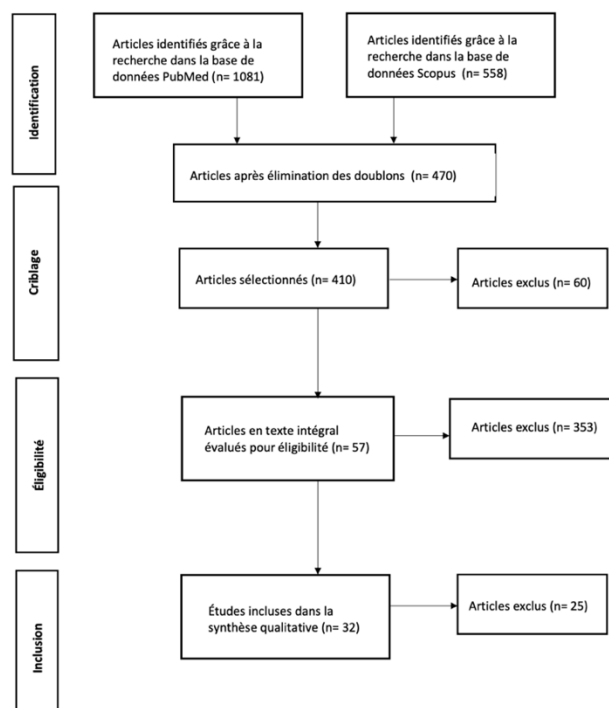 Identification
Articles identifiés grâce à la
recherche dans la base de
données PubMed (n= 1081)
Articles identifiés grâce à la
recherche dans la base de
données Scopus (n= 558)
Articles après élimination des doublons (n= 470)
Criblage
Articles sélectionnés (n= 410)
Articles exclus (n= 60)
Éligibilité
Articles en texte intégral
évalués pour éligibilité (n= 57)
Articles exclus (n= 353)
Inclusion
Études incluses dans la
synthèse qualitative (n= 32)
Articles exclus (n= 25)